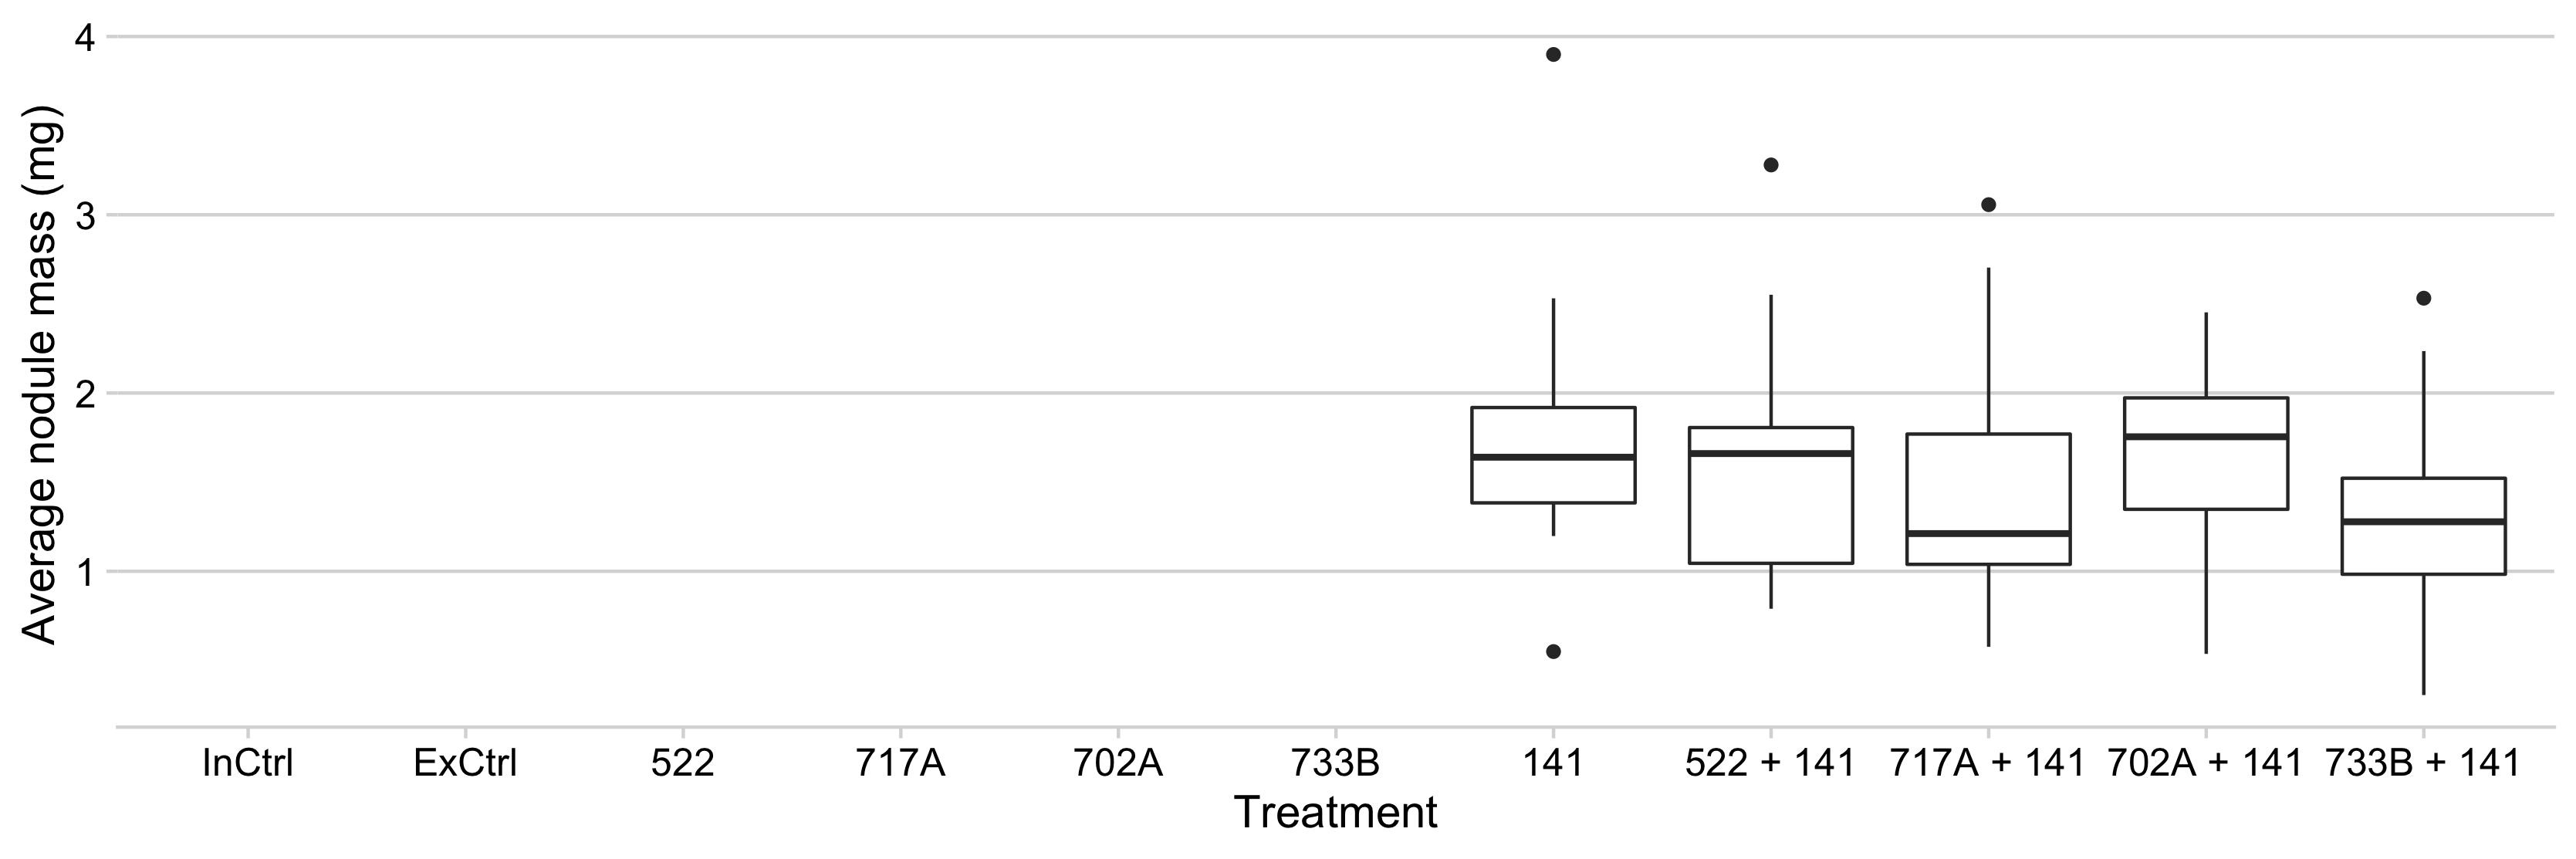 Average nodule mass (mg)
4
3
2
1
InCtrl ExCtrl 522 717A 702A 733B 141 522 + 141 717A + 141 702A + 141 733B + 141
Treatment